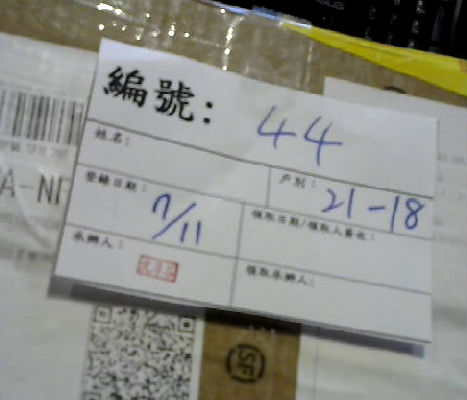 編號: 44
姓名:
戶別: 21-18
登錄日期: 7/11
領取日期/領取人簽收:
承辦人:
領取承辦人:
A-NF